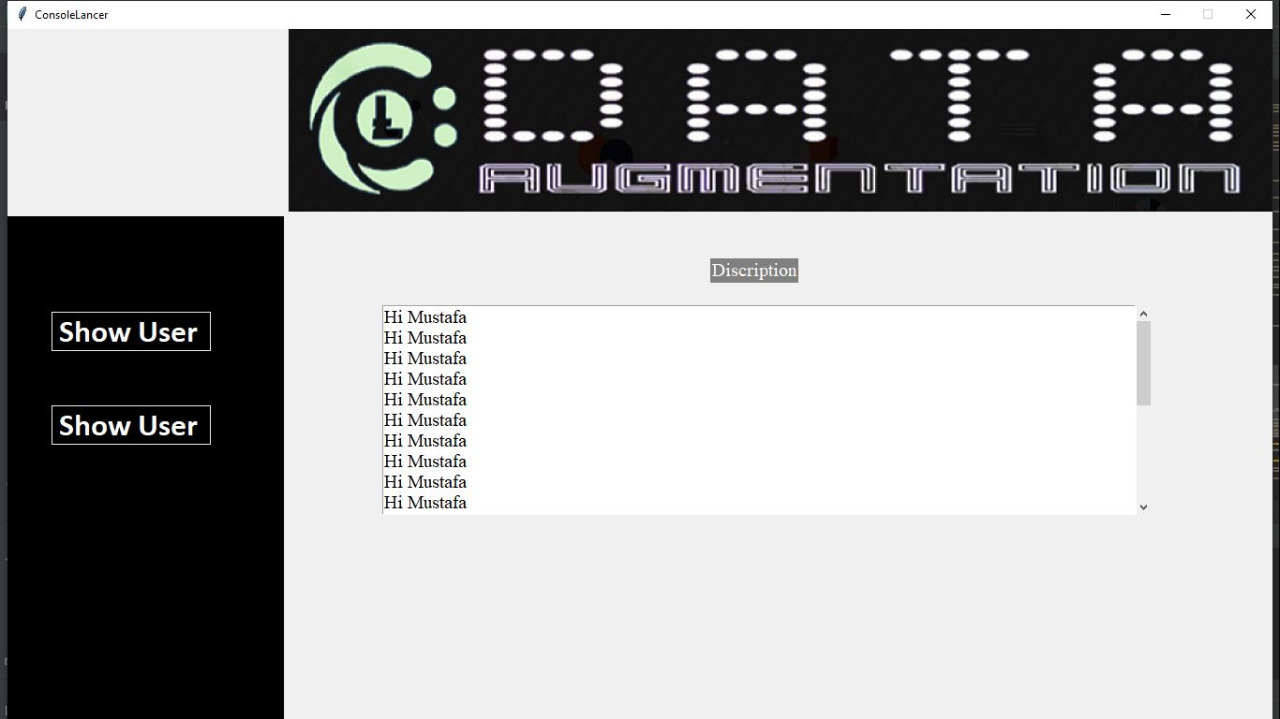 ConsoleLancer
DATA
AUGMENTATION
Discription
Show User
Show User
Hi Mustafa
Hi Mustafa
Hi Mustafa
Hi Mustafa
Hi Mustafa
Hi Mustafa
Hi Mustafa
Hi Mustafa
Hi Mustafa
Hi Mustafa